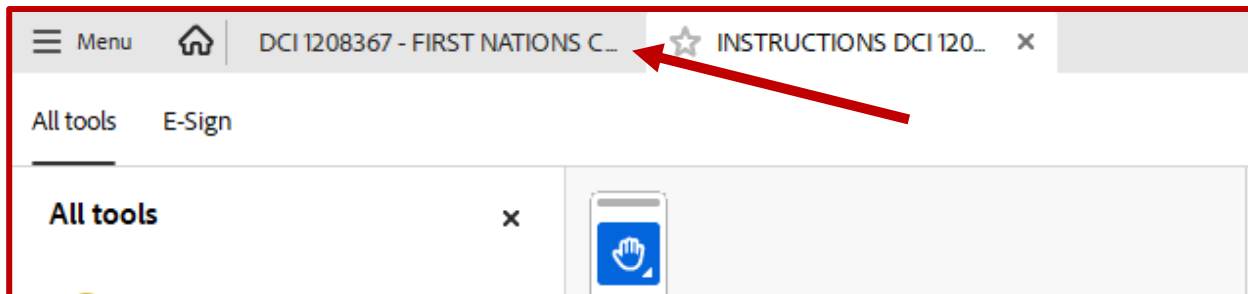 Menu DCI 1208367 - FIRST NATIONS C... INSTRUCTIONS DCI 120...
All tools E-Sign
All tools